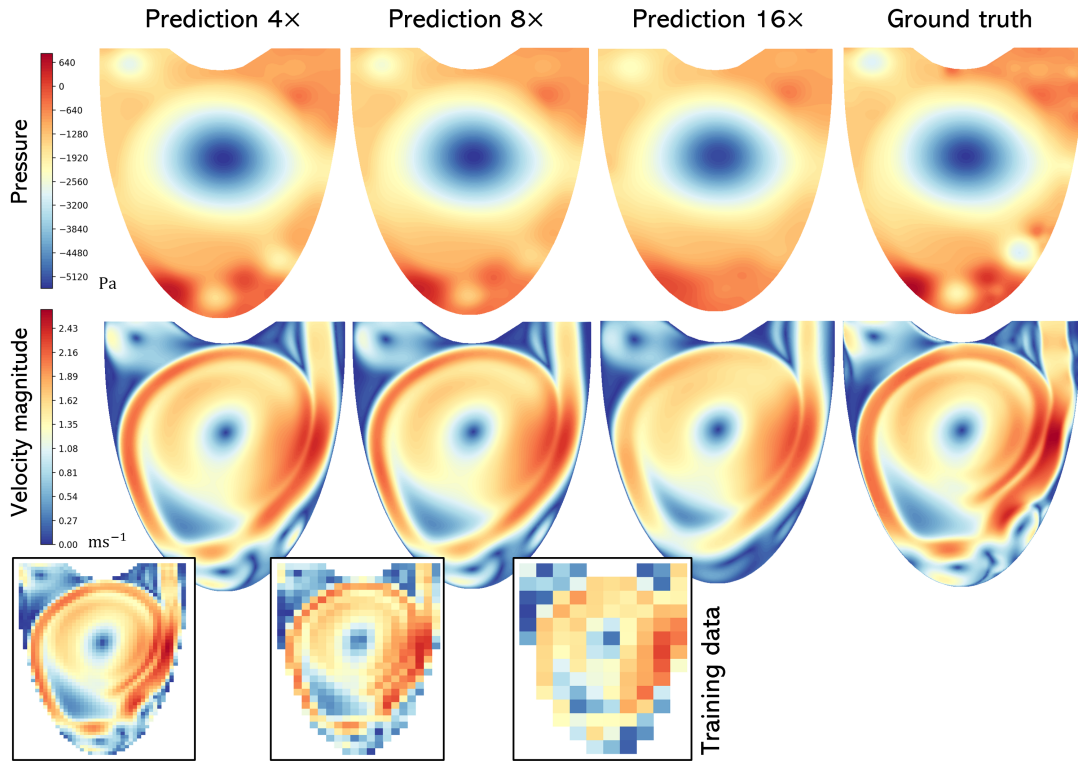 Prediction 4×
Prediction 8×
Prediction 16×
Ground truth
Pressure
640
0
−640
−1280
−1920
−2560
−3200
−3840
−4480
−5120
Pa
Velocity magnitude
2.43
2.16
1.89
1.62
1.35
1.08
0.81
0.54
0.27
0.00
ms⁻¹
Training data